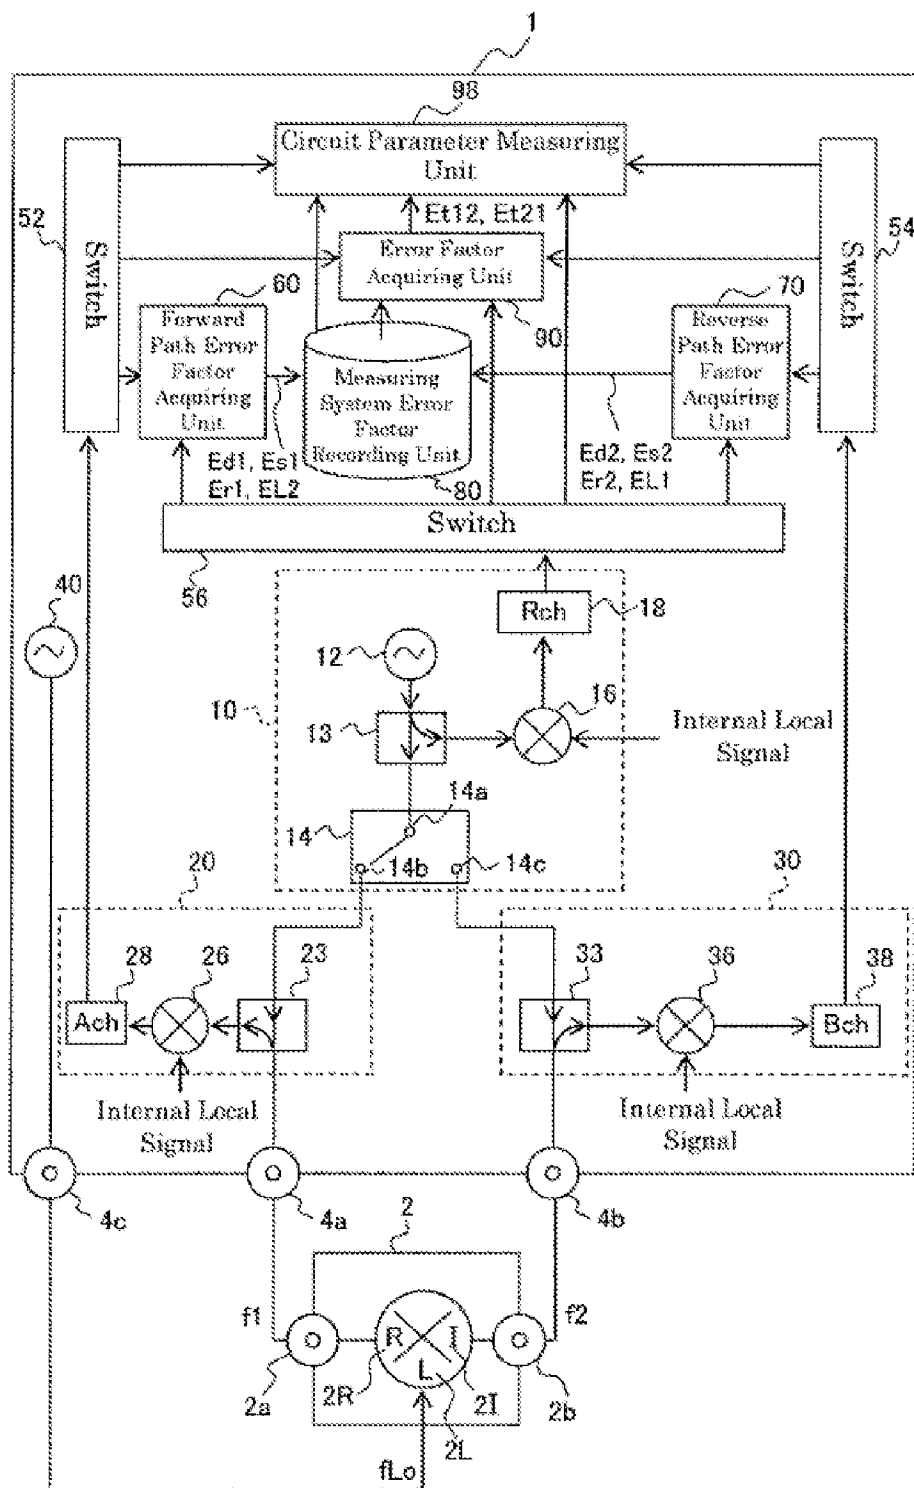 1
98
Circuit Parameter Measuring
Unit
52
Switch
Et12, Et21
54
Switch
Error Factor
Acquiring Unit
60
70
90
Forward
Path Error
Factor
Acquiring
Unit
Measuring
System Error
Factor
Recording Unit
Reverse
Path Error
Factor
Acquiring
Unit
Ed1, Es1
Er1, EL2
80
Ed2, Es2
Er2, EL1
Switch
56
40
Rch
18
12
10
16
13
Internal Local
Signal
14a
14
14b
14c
20
30
28
26
23
33
36
38
Ach
Bch
Internal Local
Signal
Internal Local
Signal
4c
4a
4b
2
f1
f2
R
I
L
2a
2R
2I
2b
2L
fLo